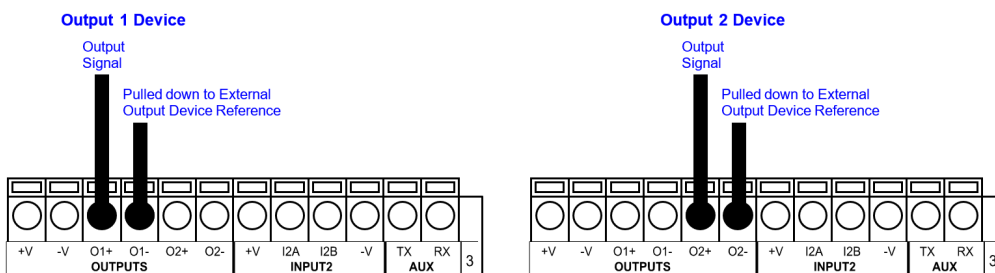 Output 1 Device
Output
Signal
Pulled down to External
Output Device Reference
+V -V O1+ O1- O2+ O2- +V I2A I2B -V TX RX
OUTPUTS INPUT2 AUX 3
Output 2 Device
Output
Signal
Pulled down to External
Output Device Reference
+V -V O1+ O1- O2+ O2- +V I2A I2B -V TX RX
OUTPUTS INPUT2 AUX 3